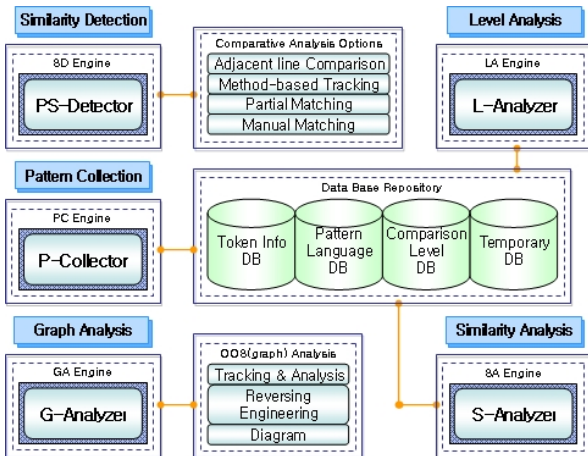 Similarity Detection
8D Engine
PS-Detector
Comparative Analysis Options
Adjacent line Comparison
Method-based Tracking
Partial Matching
Manual Matching
Level Analysis
LA Engine
L-Analyzer
Pattern Collection
PC Engine
P-Collector
Data Base Repository
Token Info
DB
Pattern
Language
DB
Comparison
Level
DB
Temporary
DB
Graph Analysis
GA Engine
G-Analyzer
OO8(graph) Analysis
Tracking & Analysis
Reversing
Engineering
Diagram
Similarity Analysis
8A Engine
S-Analyzer